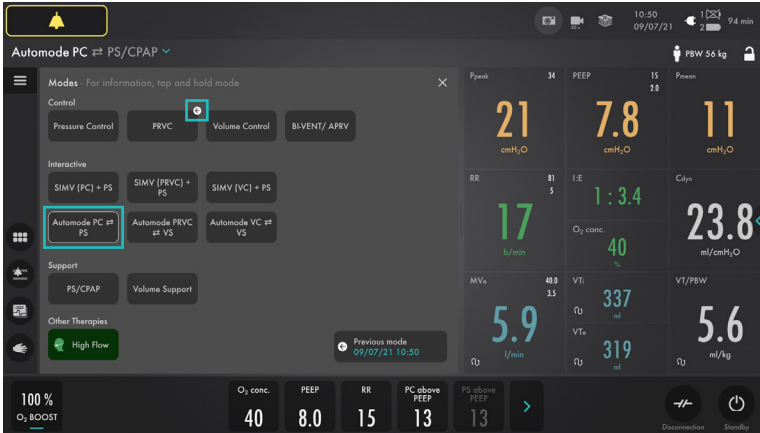 10:50
09/07/21
1
2
94 min
Automode PC ⇄ PS/CPAP
PBW 56 kg
Modes - For information, tap and hold mode
Control
Pressure Control
PRVC
Volume Control
BI-VENT/ APRV
Interactive
SIMV (PC) + PS
SIMV (PRVC) +
PS
SIMV (VC) + PS
Automode PC ⇄
PS
Automode PRVC
⇄ VS
Automode VC ⇄
VS
Support
PS/CPAP
Volume Support
Other Therapies
High Flow
Previous mode
09/07/21 10:50
Ppeak 34
21
cmH₂O
PEEP 15
2.0
7.8
cmH₂O
Pmean
11
cmH₂O
RR 81
5
17
b/min
I:E
1 : 3.4
O₂ conc.
40
%
Cdyn
23.8
ml/cmH₂O
MVe 40.0
3.5
5.9
l/min
VTi
337
ml
VTe
319
ml
VT/PBW
5.6
ml/kg
100 %
O₂ BOOST
O₂ conc.
40
PEEP
8.0
RR
15
PC above
PEEP
13
PS above
PEEP
13
Disconnection
Standby